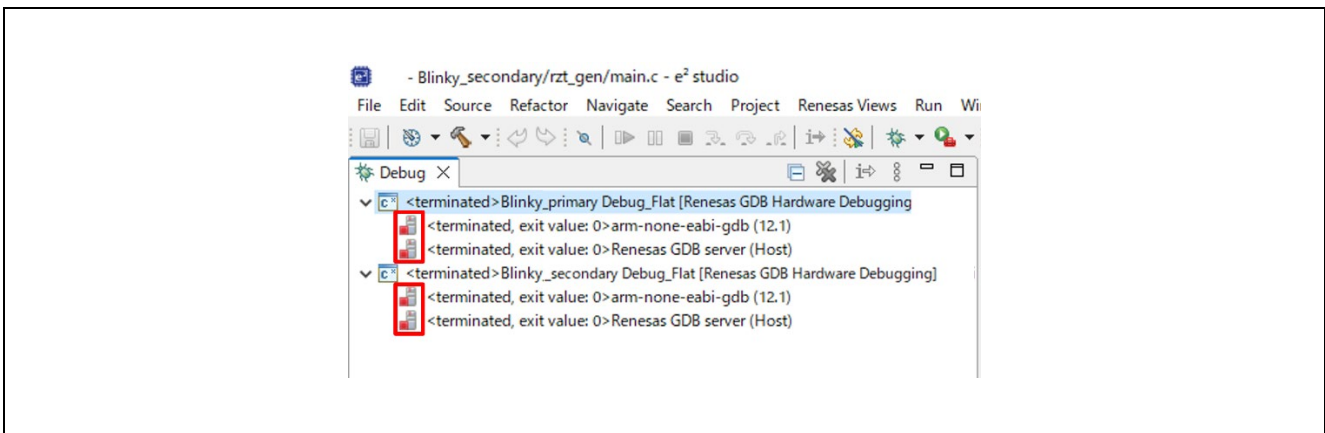 - Blinky_secondary/rzt_gen/main.c - e² studio
File Edit Source Refactor Navigate Search Project Renesas Views Run Wi
Debug
<terminated>Blinky_primary Debug_Flat [Renesas GDB Hardware Debugging
<terminated, exit value: 0>arm-none-eabi-gdb (12.1)
<terminated, exit value: 0>Renesas GDB server (Host)
<terminated>Blinky_secondary Debug_Flat [Renesas GDB Hardware Debugging]
<terminated, exit value: 0>arm-none-eabi-gdb (12.1)
<terminated, exit value: 0>Renesas GDB server (Host)